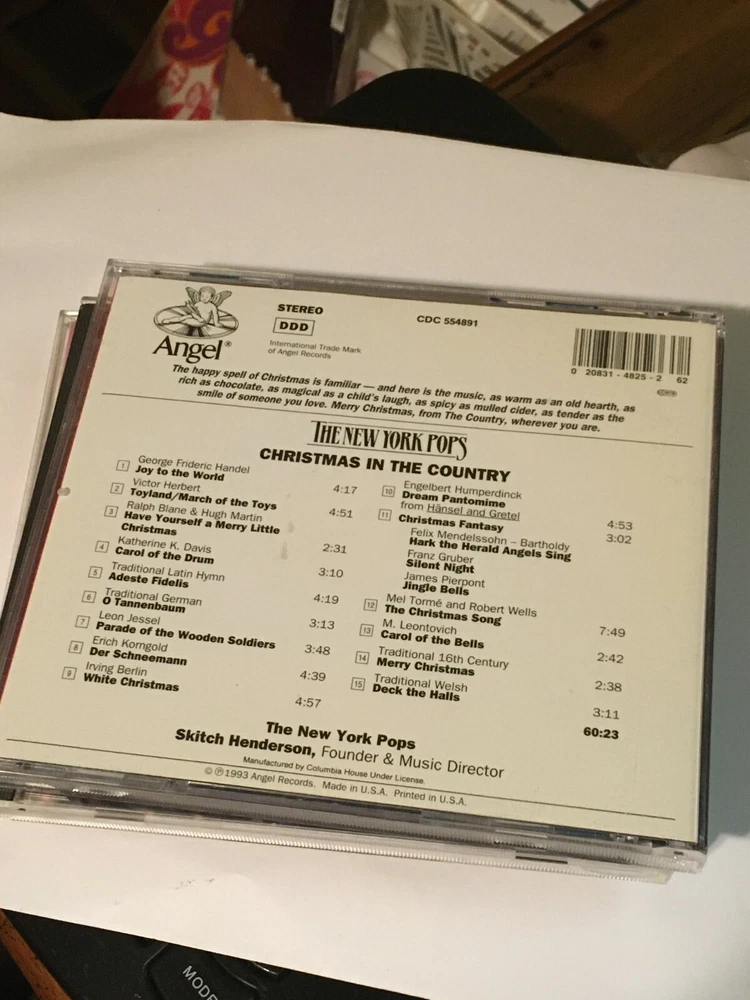 Angel®
STEREO
DDD
International Trade Mark
of Angel Records
CDC 554891
0 20831 - 4825 - 2 62
The happy spell of Christmas is familiar — and here is the music, as warm as an old hearth, as
rich as chocolate, as magical as a child's laugh, as spicy as mulled cider, as tender as the
smile of someone you love. Merry Christmas, from The Country, wherever you are.
THE NEW YORK POPS
CHRISTMAS IN THE COUNTRY
1 George Frideric Handel
Joy to the World
4:17
2 Victor Herbert
Toyland/March of the Toys
4:51
3 Ralph Blane & Hugh Martin
Have Yourself a Merry Little
Christmas
2:31
4 Katherine K. Davis
Carol of the Drum
3:10
5 Traditional Latin Hymn
Adeste Fidelis
4:19
6 Traditional German
O Tannenbaum
3:13
7 Leon Jessel
Parade of the Wooden Soldiers
3:48
8 Erich Korngold
Der Schneemann
4:39
9 Irving Berlin
White Christmas
4:57
10 Engelbert Humperdinck
Dream Pantomime
from Hänsel and Gretel
4:53
11 Christmas Fantasy
3:02
Felix Mendelssohn – Bartholdy
Hark the Herald Angels Sing
Franz Gruber
Silent Night
James Pierpont
Jingle Bells
12 Mel Tormé and Robert Wells
The Christmas Song
7:49
13 M. Leontovich
Carol of the Bells
2:42
14 Traditional 16th Century
Merry Christmas
2:38
15 Traditional Welsh
Deck the Halls
3:11
60:23
The New York Pops
Skitch Henderson, Founder & Music Director
Manufactured by Columbia House Under License.
© ℗1993 Angel Records. Made in U.S.A. Printed in U.S.A.